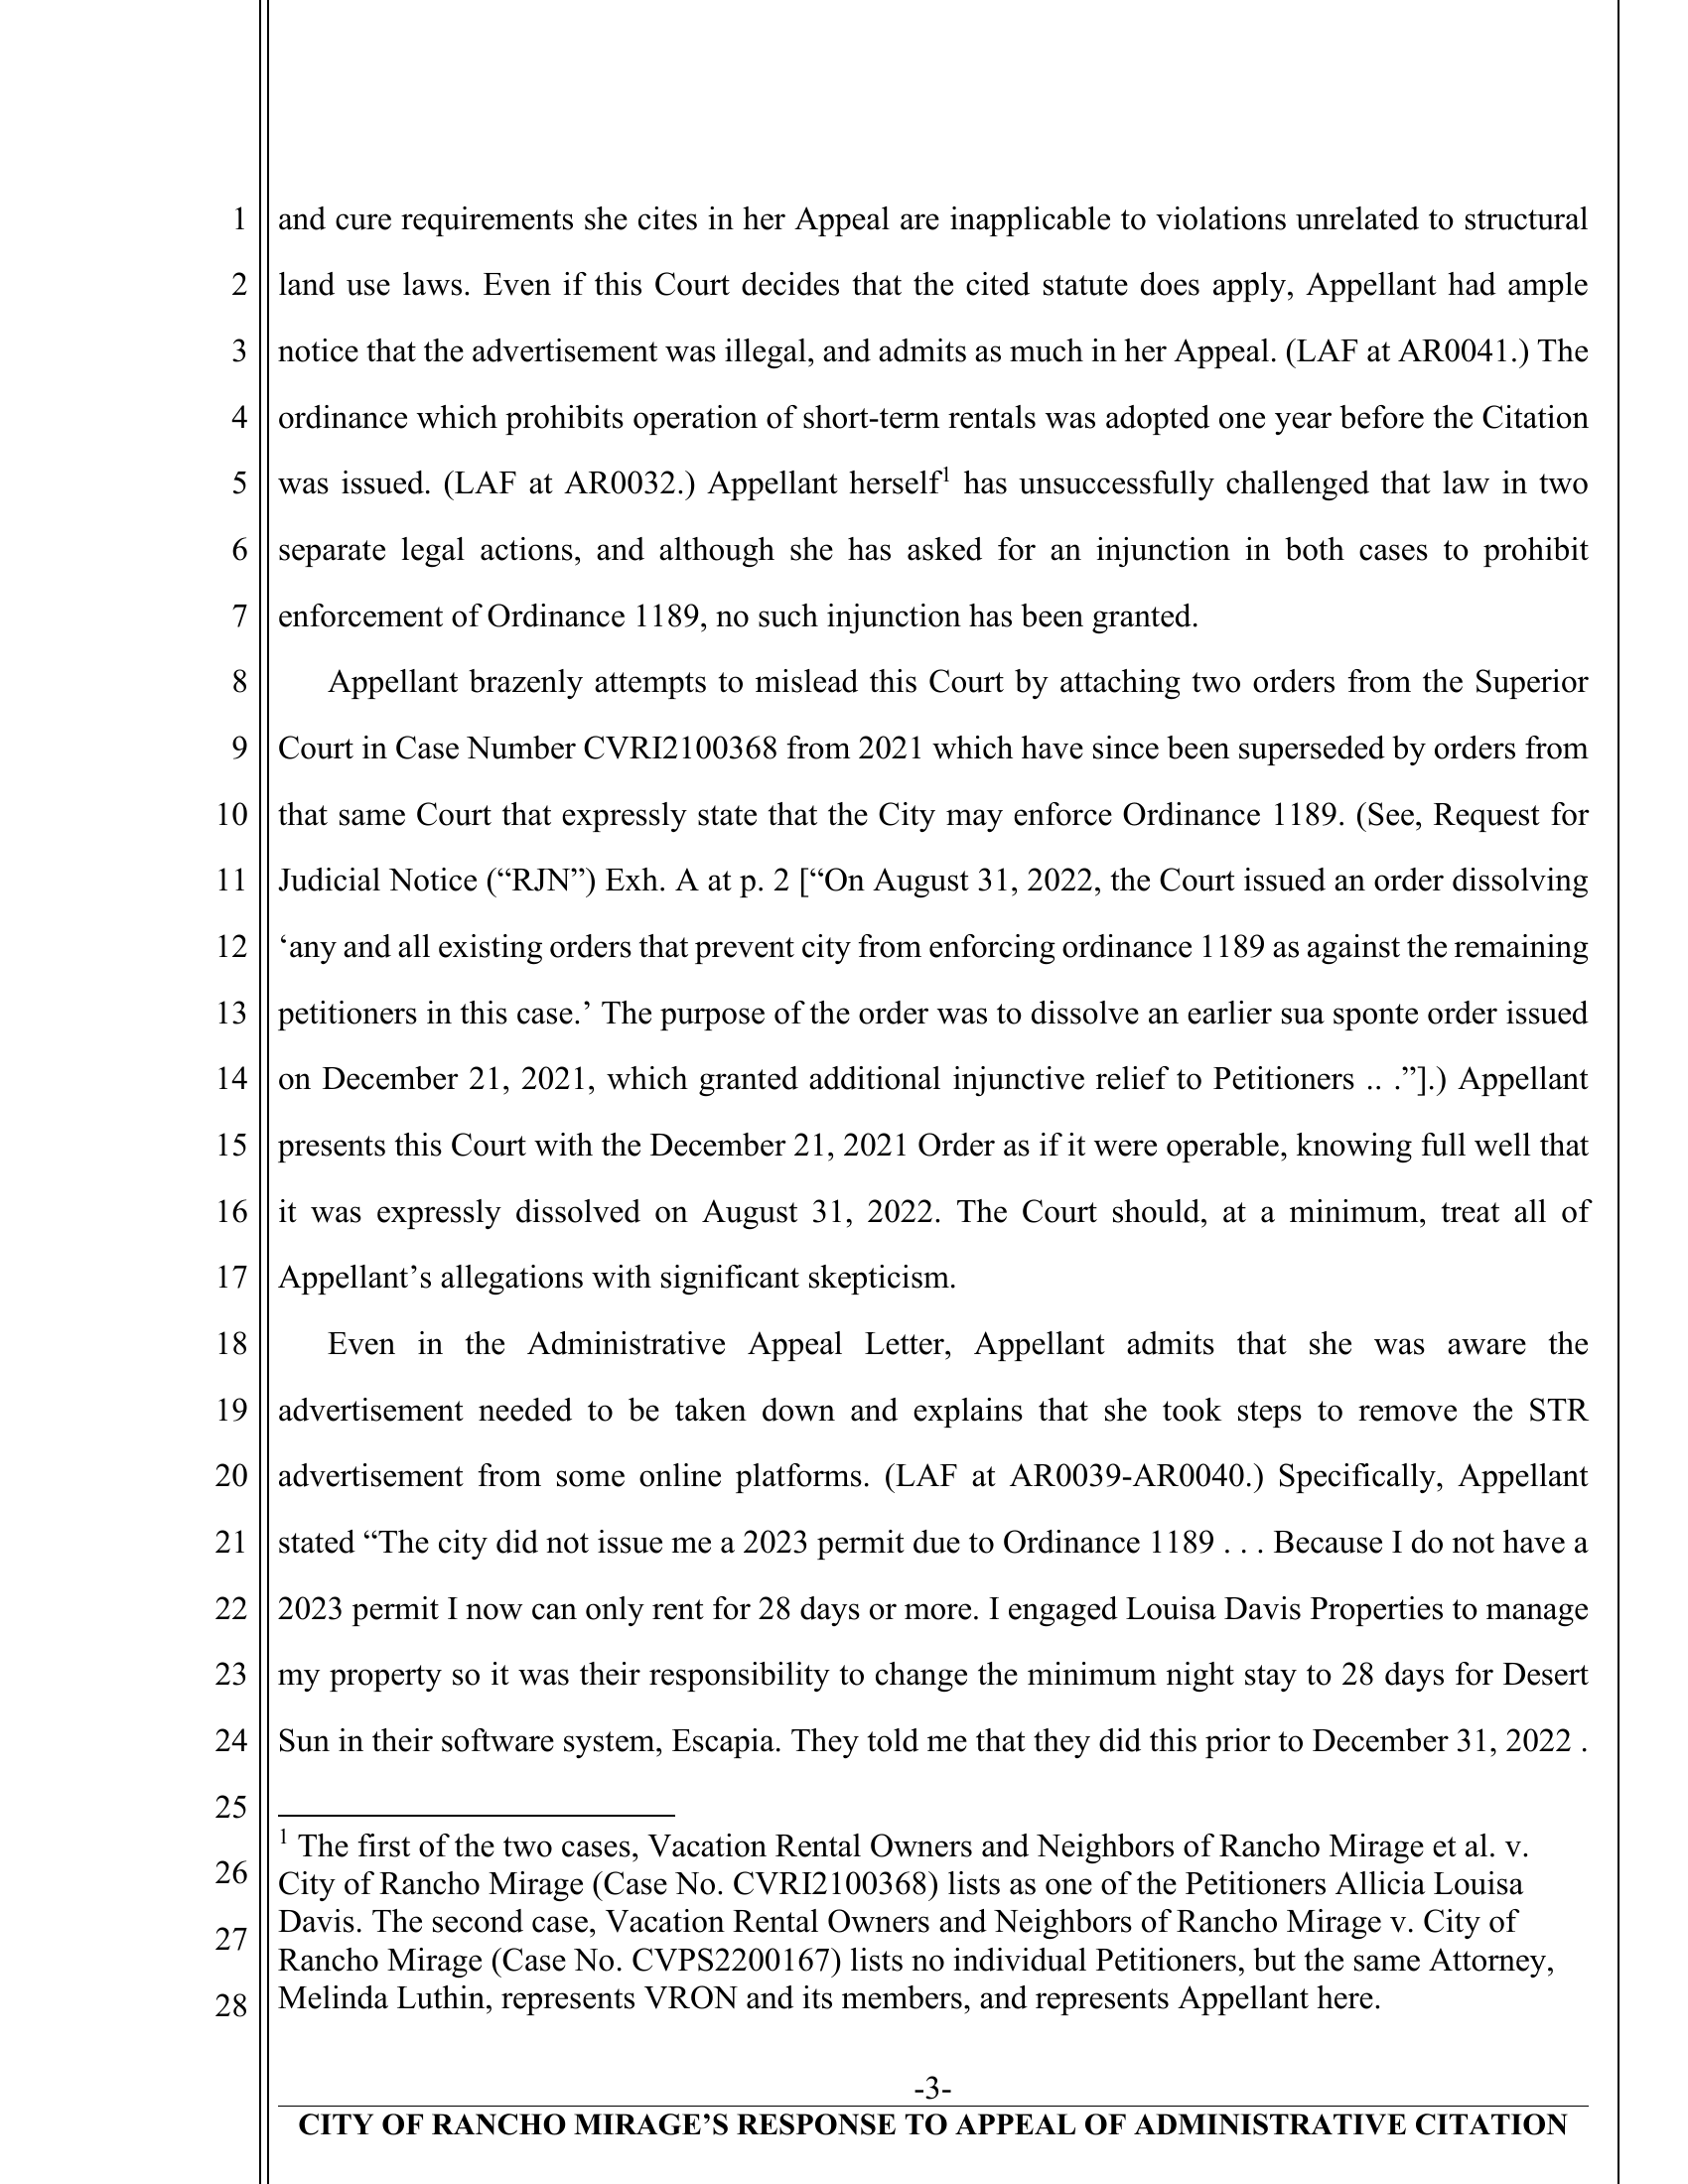 1 and cure requirements she cites in her Appeal are inapplicable to violations unrelated to structural
2 land use laws. Even if this Court decides that the cited statute does apply, Appellant had ample
3 notice that the advertisement was illegal, and admits as much in her Appeal. (LAF at AR0041.) The
4 ordinance which prohibits operation of short-term rentals was adopted one year before the Citation
5 was issued. (LAF at AR0032.) Appellant herself¹ has unsuccessfully challenged that law in two
6 separate legal actions, and although she has asked for an injunction in both cases to prohibit
7 enforcement of Ordinance 1189, no such injunction has been granted.
8 Appellant brazenly attempts to mislead this Court by attaching two orders from the Superior
9 Court in Case Number CVRI2100368 from 2021 which have since been superseded by orders from
10 that same Court that expressly state that the City may enforce Ordinance 1189. (See, Request for
11 Judicial Notice (“RJN”) Exh. A at p. 2 [“On August 31, 2022, the Court issued an order dissolving
12 ‘any and all existing orders that prevent city from enforcing ordinance 1189 as against the remaining
13 petitioners in this case.’ The purpose of the order was to dissolve an earlier sua sponte order issued
14 on December 21, 2021, which granted additional injunctive relief to Petitioners .. .”].) Appellant
15 presents this Court with the December 21, 2021 Order as if it were operable, knowing full well that
16 it was expressly dissolved on August 31, 2022. The Court should, at a minimum, treat all of
17 Appellant’s allegations with significant skepticism.
18 Even in the Administrative Appeal Letter, Appellant admits that she was aware the
19 advertisement needed to be taken down and explains that she took steps to remove the STR
20 advertisement from some online platforms. (LAF at AR0039-AR0040.) Specifically, Appellant
21 stated “The city did not issue me a 2023 permit due to Ordinance 1189 . . . Because I do not have a
22 2023 permit I now can only rent for 28 days or more. I engaged Louisa Davis Properties to manage
23 my property so it was their responsibility to change the minimum night stay to 28 days for Desert
24 Sun in their software system, Escapia. They told me that they did this prior to December 31, 2022 .
25
¹ The first of the two cases, Vacation Rental Owners and Neighbors of Rancho Mirage et al. v.
26 City of Rancho Mirage (Case No. CVRI2100368) lists as one of the Petitioners Allicia Louisa
27 Davis. The second case, Vacation Rental Owners and Neighbors of Rancho Mirage v. City of
Rancho Mirage (Case No. CVPS2200167) lists no individual Petitioners, but the same Attorney,
28 Melinda Luthin, represents VRON and its members, and represents Appellant here.
-3-
CITY OF RANCHO MIRAGE’S RESPONSE TO APPEAL OF ADMINISTRATIVE CITATION